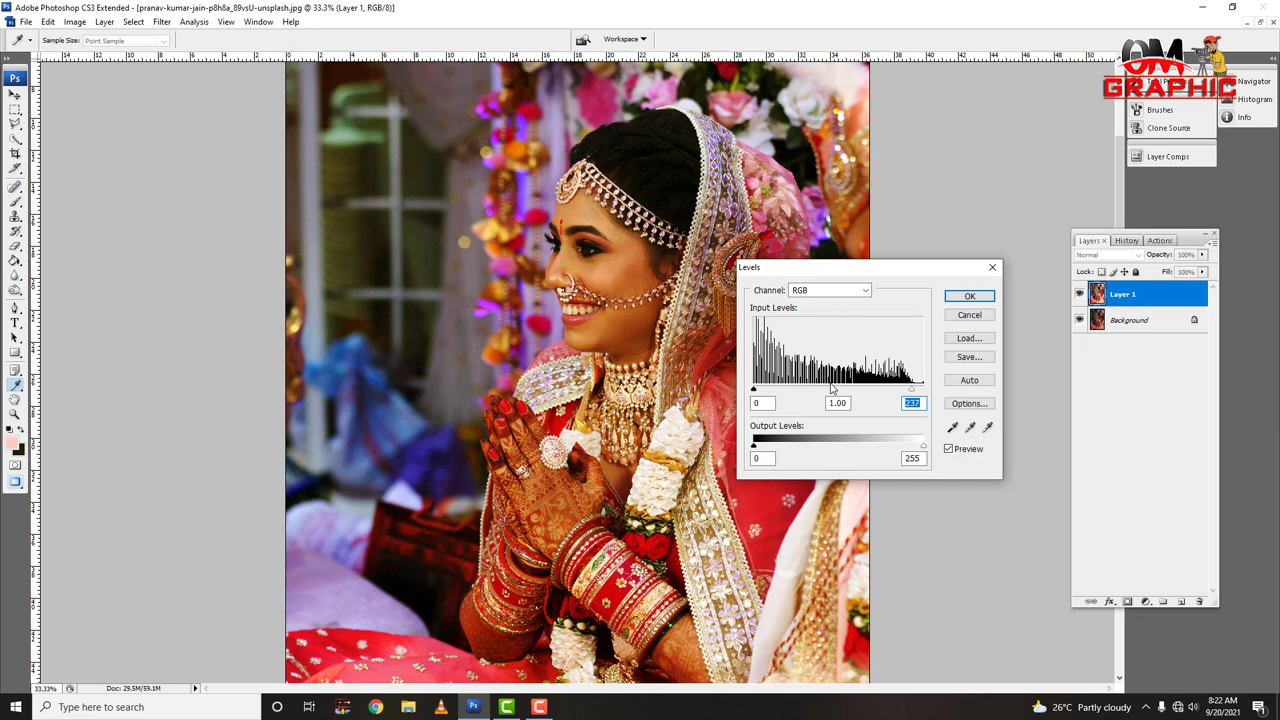 Adobe Photoshop CS3 Extended - [pranav-kumar-jain-p8h8a_89vsU-unsplash.jpg @ 33.3% (Layer 1, RGB/8)]
File Edit Image Layer Select Filter Analysis View Window Help
Sample Size: Point Sample
Workspace
Ps
OM
GRAPHIC
Navigator
Histogram
Info
Brushes
Clone Source
Layer Comps
Layers History Actions
Normal Opacity: 100%
Lock: Fill: 100%
Layer 1
Background
Levels
Channel: RGB
Input Levels:
0 1.00 237
Output Levels:
0 255
OK
Cancel
Load...
Save...
Auto
Options...
Preview
33.33% Doc: 29.5M/59.1M
Type here to search
26°C Partly cloudy
8:22 AM
9/20/2021